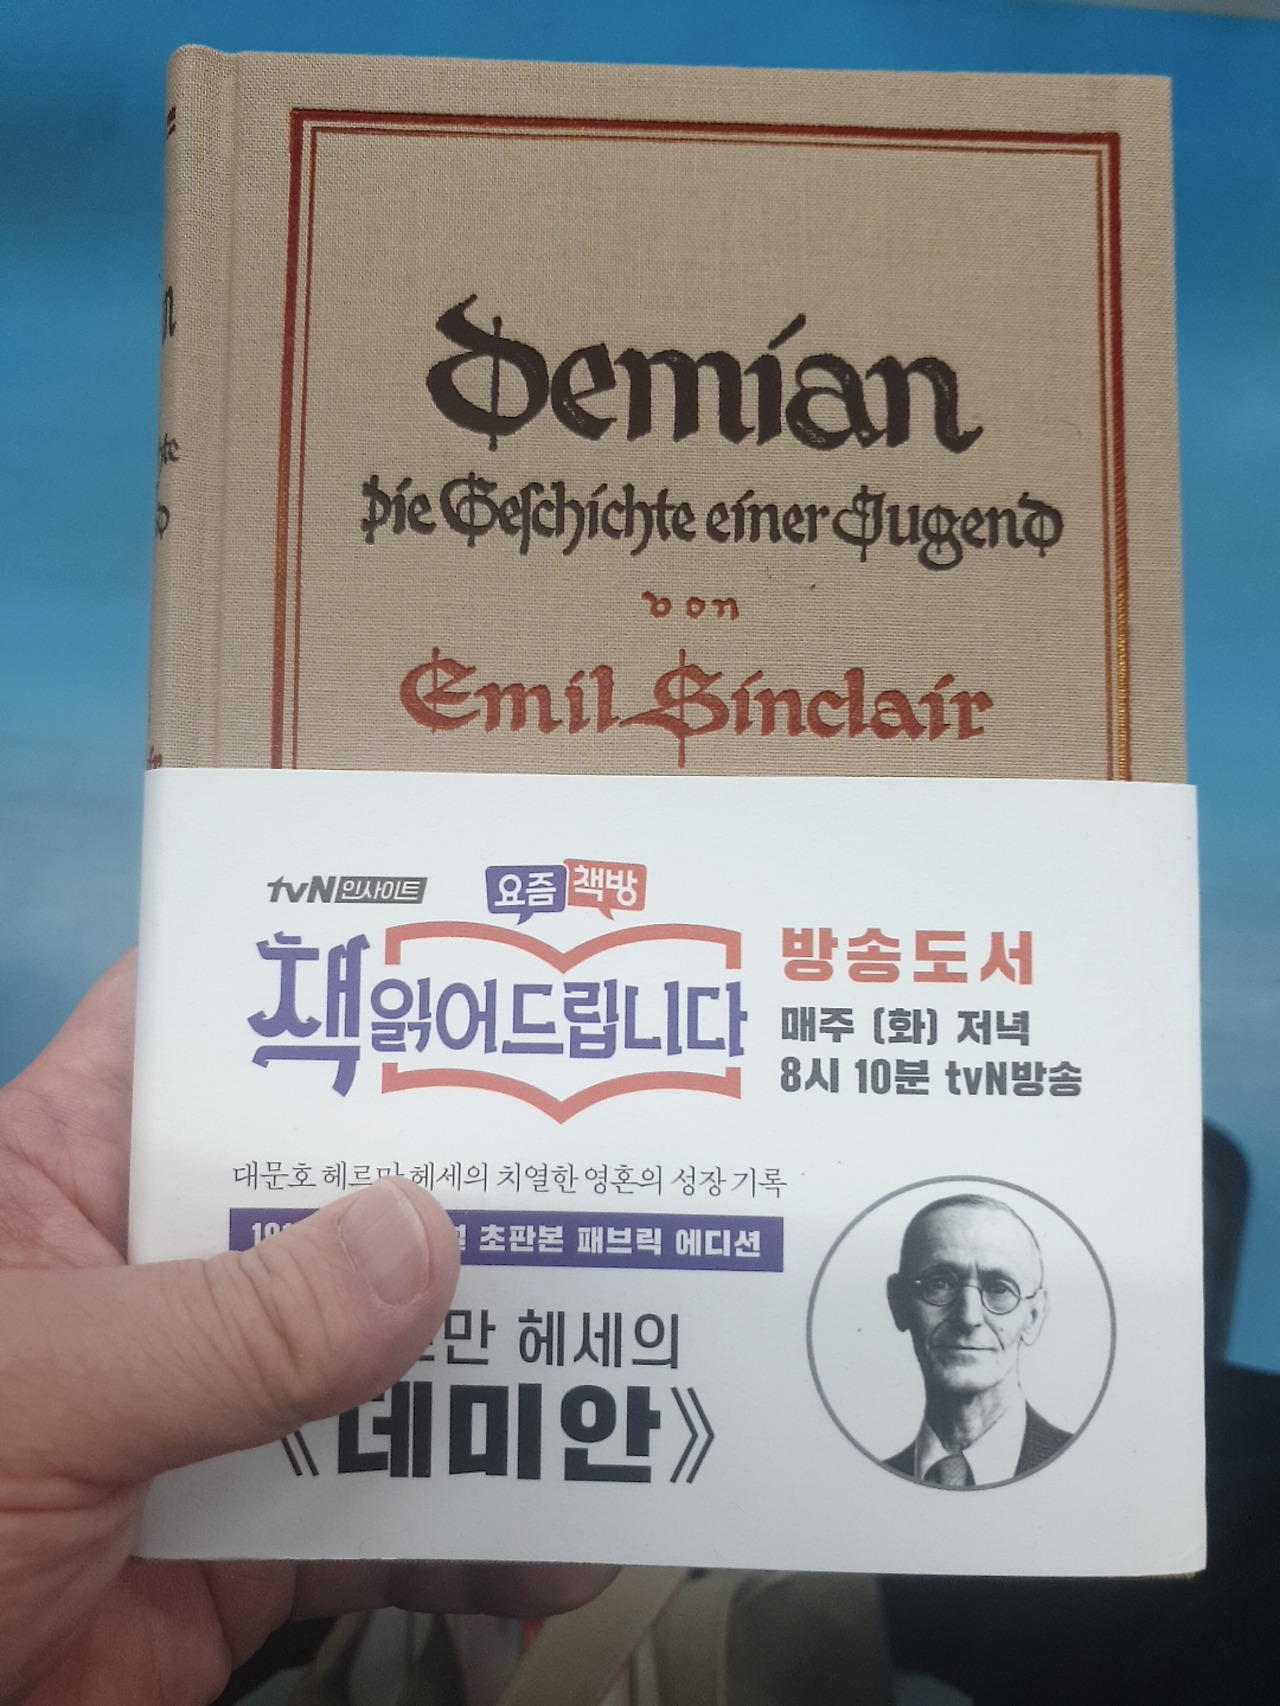 Demian
Die Geschichte einer Jugend
von
Emil Sinclair
tvN 인사이트
요즘 책방
책 읽어드립니다
방송도서
매주 (화) 저녁
8시 10분 tvN방송
대문호 헤르만 헤세의 치열한 영혼의 성장 기록
초판본 패브릭 에디션
헤세의
《데미안》